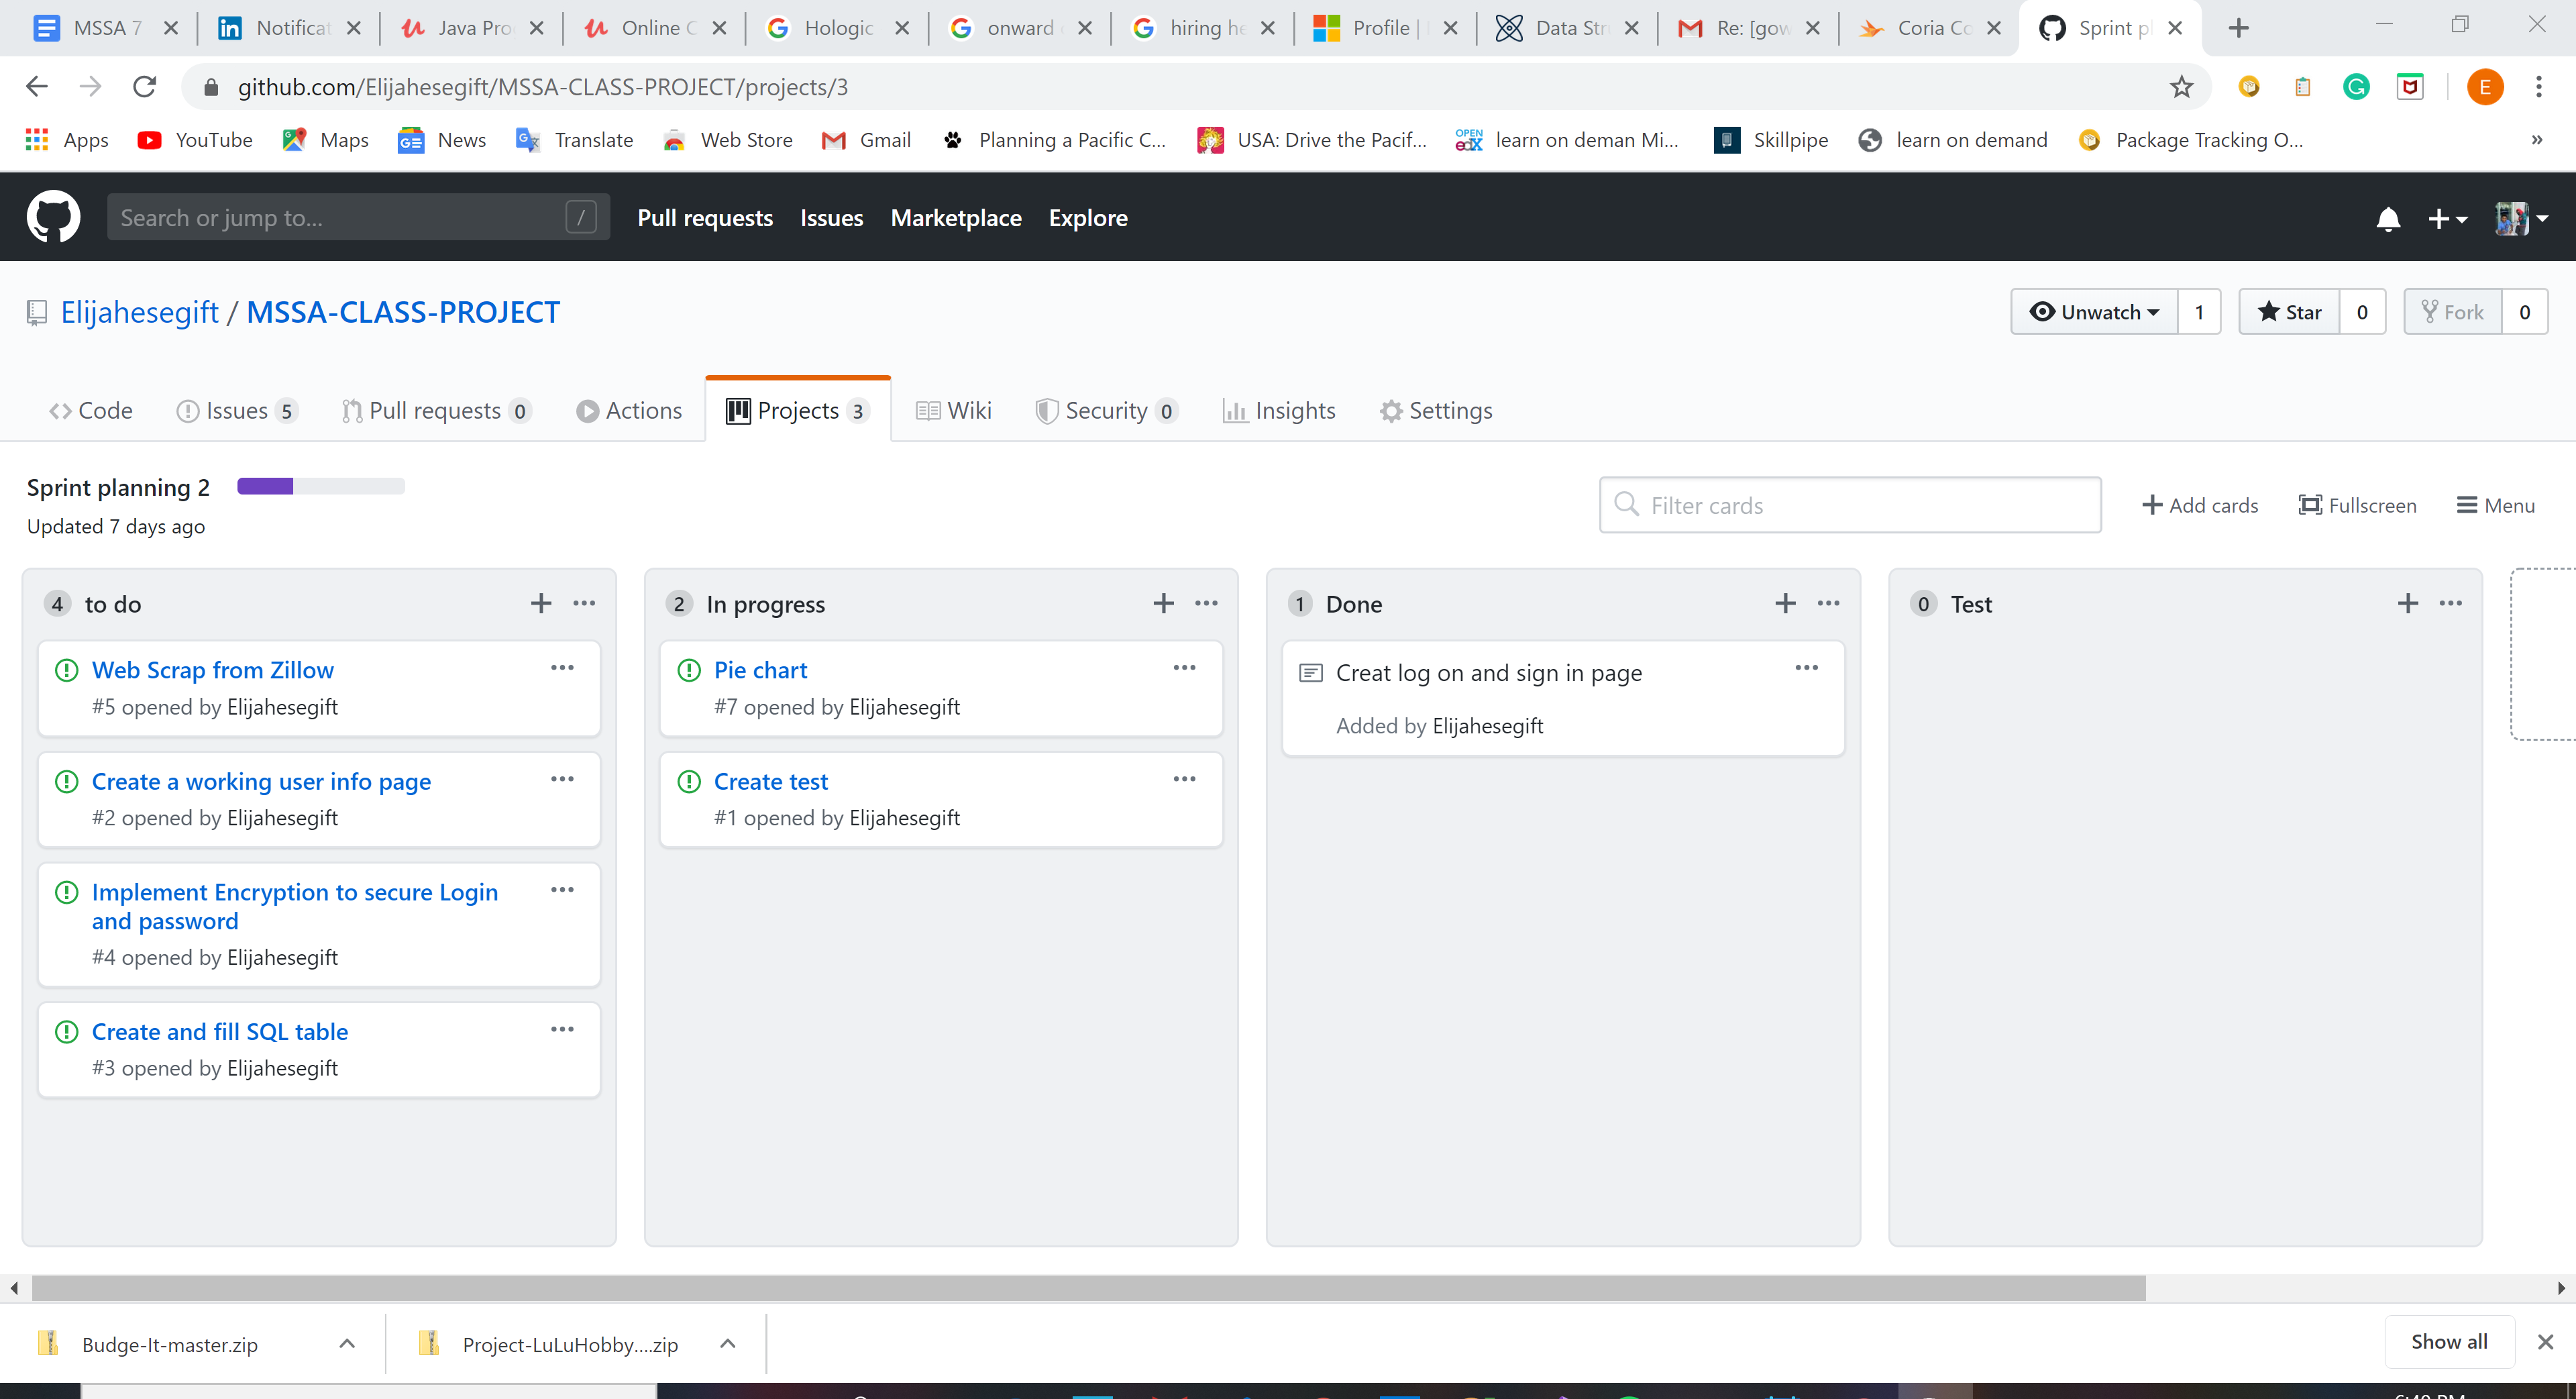 MSSA 7
Notificat
Java Pro
Online C
Hologic
onward
hiring he
Profile |
Data Str
Re: [gow
Coria Co
Sprint pl
github.com/Elijahesegift/MSSA-CLASS-PROJECT/projects/3
E
Apps
YouTube
Maps
News
Translate
Web Store
Gmail
Planning a Pacific C...
USA: Drive the Pacif...
learn on deman Mi...
Skillpipe
learn on demand
Package Tracking O...
»
Search or jump to...
/
Pull requests
Issues
Marketplace
Explore
Elijahesegift / MSSA-CLASS-PROJECT
Unwatch 1
Star 0
Fork 0
Code
Issues 5
Pull requests 0
Actions
Projects 3
Wiki
Security 0
Insights
Settings
Sprint planning 2
Updated 7 days ago
Filter cards
Add cards
Fullscreen
Menu
4 to do
Web Scrap from Zillow
#5 opened by Elijahesegift
Create a working user info page
#2 opened by Elijahesegift
Implement Encryption to secure Login
and password
#4 opened by Elijahesegift
Create and fill SQL table
#3 opened by Elijahesegift
2 In progress
Pie chart
#7 opened by Elijahesegift
Create test
#1 opened by Elijahesegift
1 Done
Creat log on and sign in page
Added by Elijahesegift
0 Test
Budge-It-master.zip
Project-LuLuHobby....zip
Show all